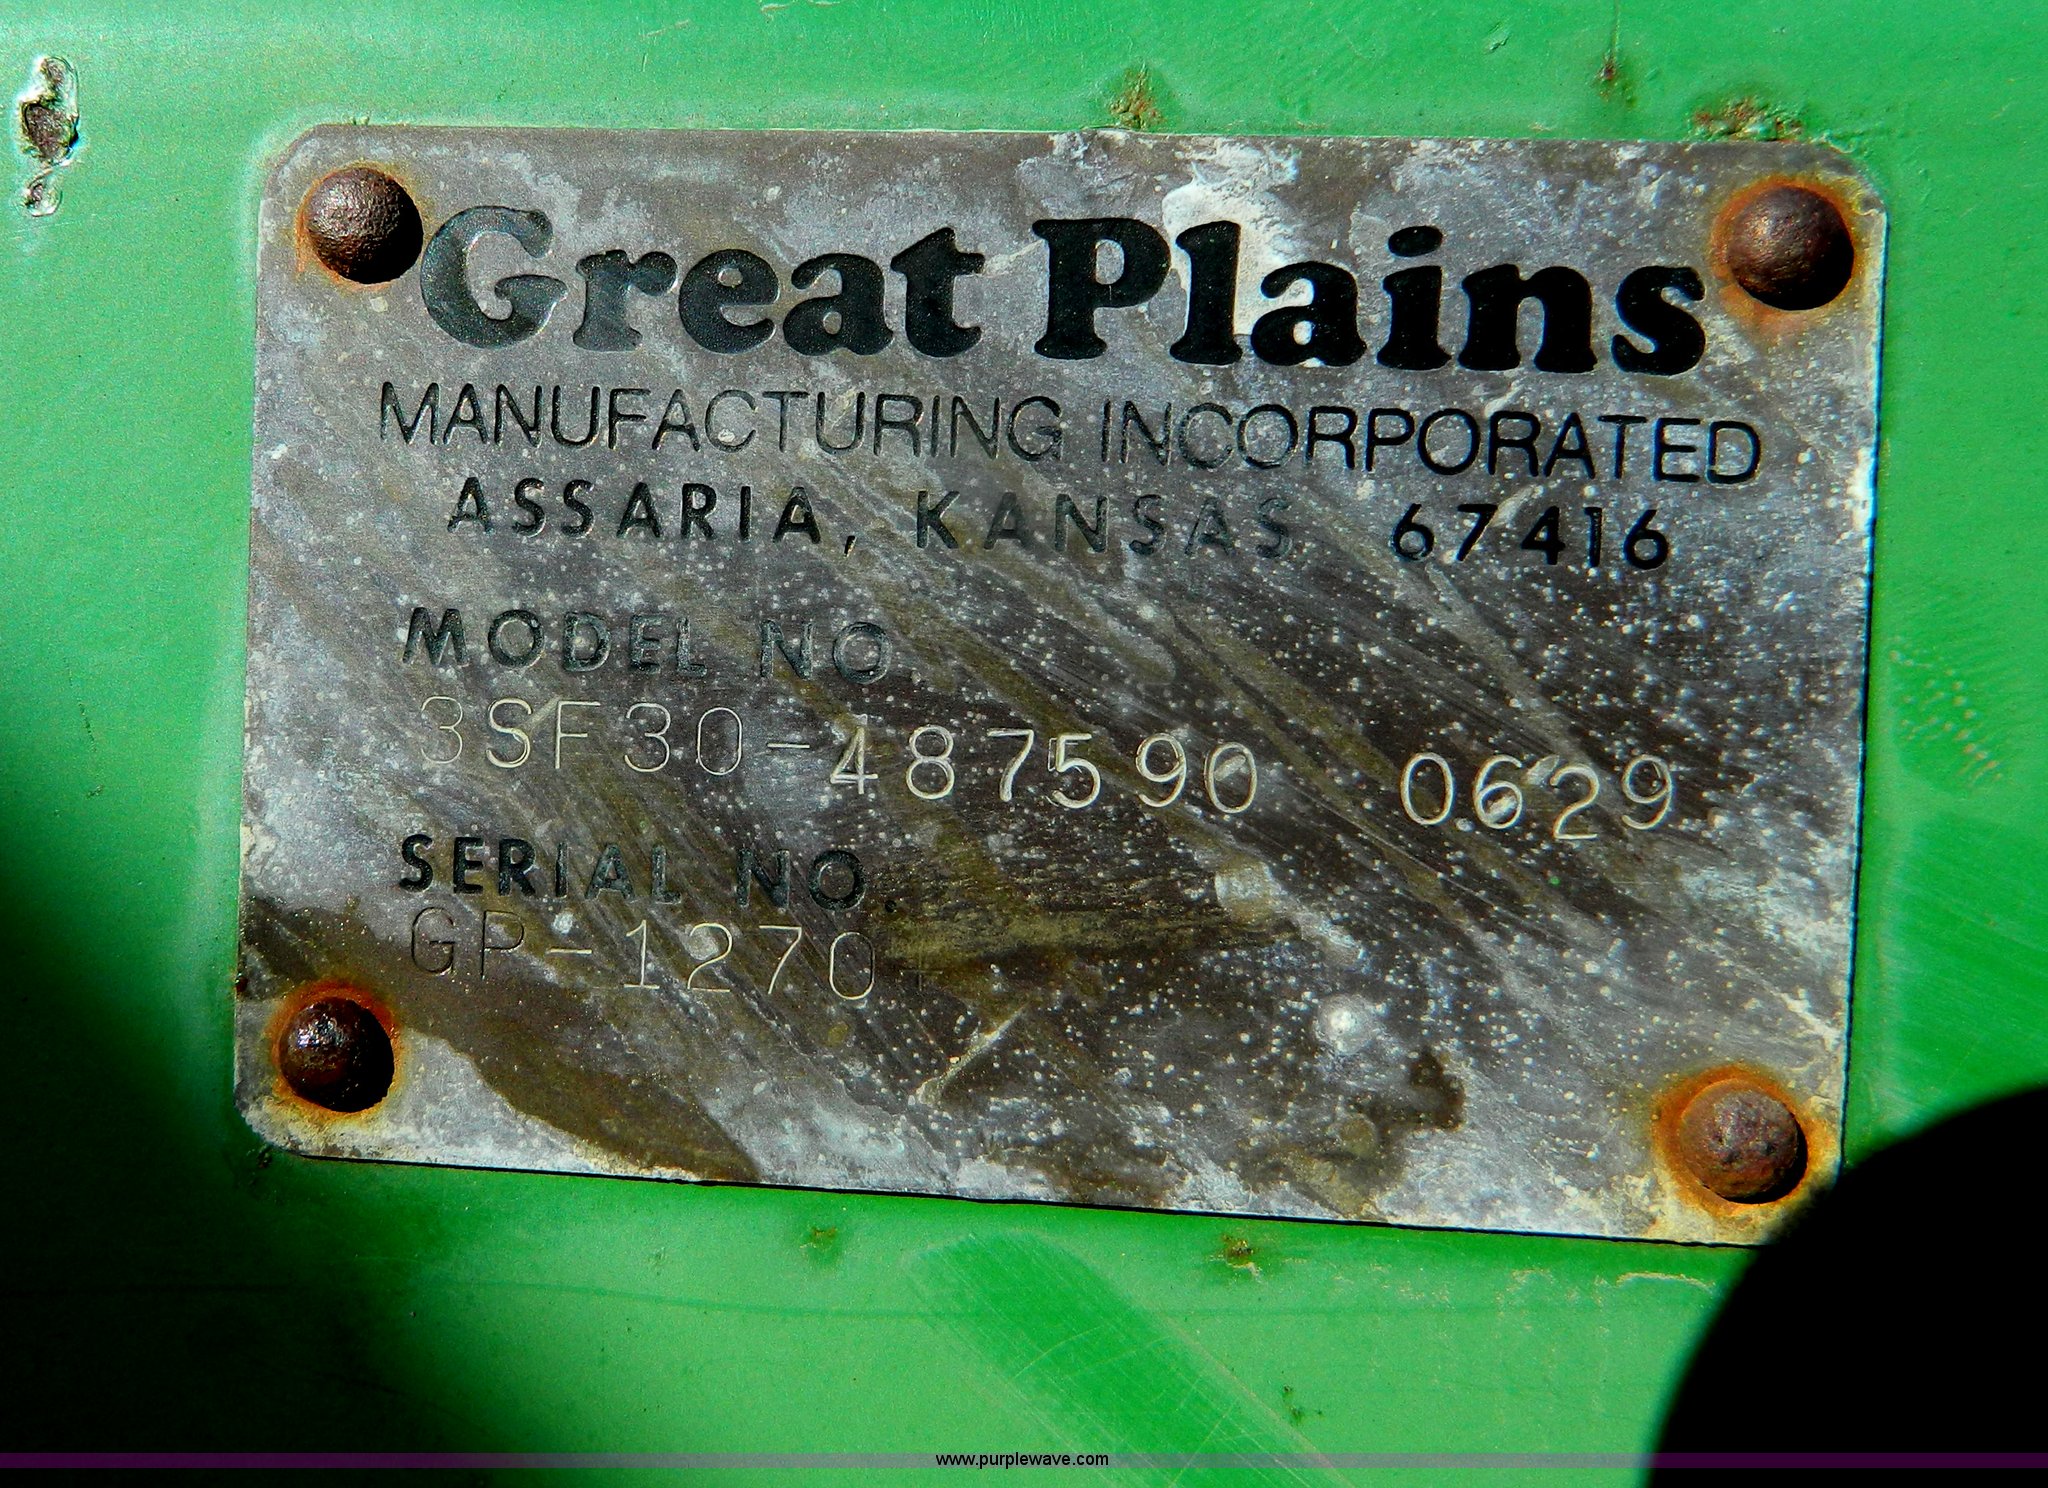 Great Plains
MANUFACTURING INCORPORATED
ASSARIA, KANSAS 67416
MODEL NO
3SF30-487590 0629
SERIAL NO.
GP-1270
www.purplewave.com